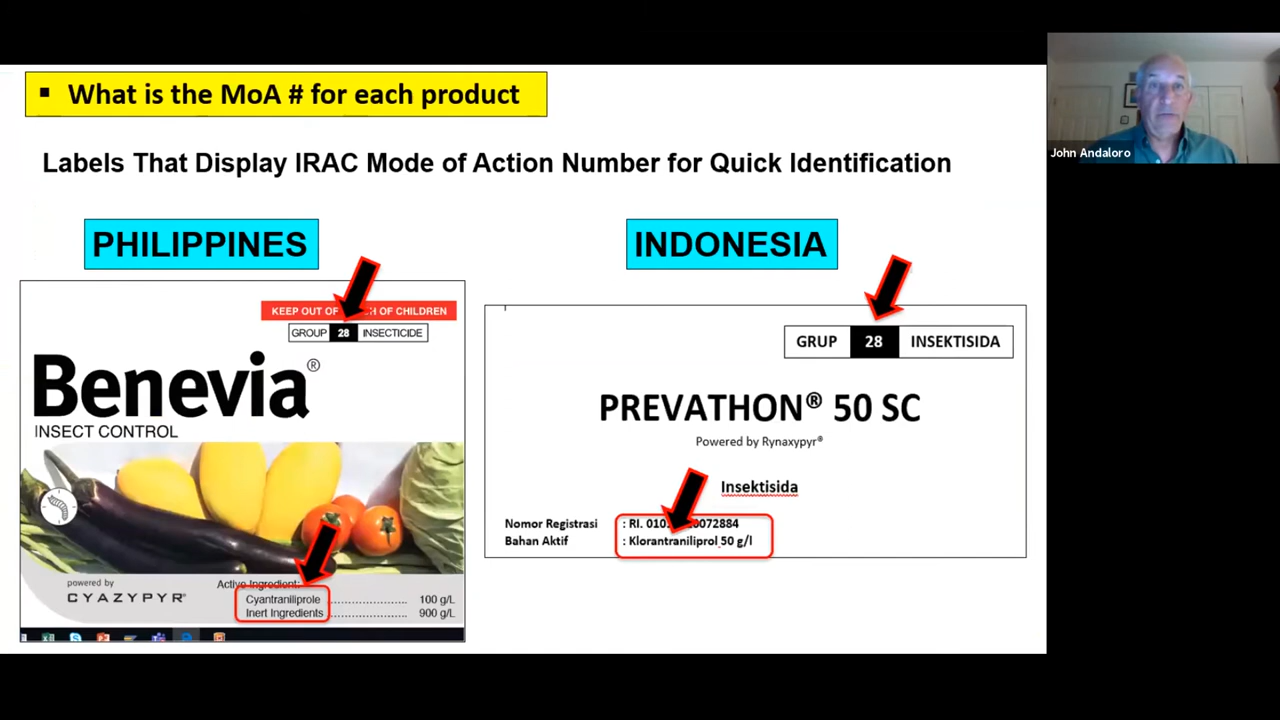 ▪ What is the MoA # for each product
Labels That Display IRAC Mode of Action Number for Quick Identification
PHILIPPINES
INDONESIA
KEEP OUT OF CH OF CHILDREN
GROUP 28 INSECTICIDE
Benevia®
INSECT CONTROL
powered by
CYAZYPYR®
Active Ingredient:
Cyantraniliprole ........................ 100 g/L
Inert Ingredients ........................ 900 g/L
GRUP 28 INSEKTISIDA
PREVATHON® 50 SC
Powered by Rynaxypyr®
Insektisida
Nomor Registrasi : RI.
Bahan Aktif : Klorantraniliprol 50 g/l
John Andaloro